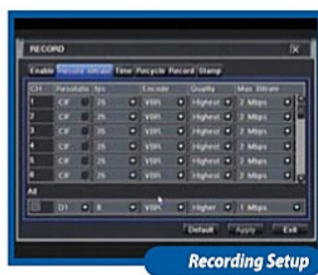 RECORD
Enable Record Bitrate Time Recycle Record Stamp
CH Resolutio fps Encode Quality Max Bitrate
1 CIF 25 VBR Highest 2 Mbps
2 CIF 25 VBR Highest 2 Mbps
3 CIF 25 VBR Highest 2 Mbps
4 CIF 25 VBR Highest 2 Mbps
5 CIF 25 VBR Highest 2 Mbps
6 CIF 25 VBR Highest 2 Mbps
All
D1 8 VBR Higher 1 Mbps
Default Apply Exit
Recording Setup